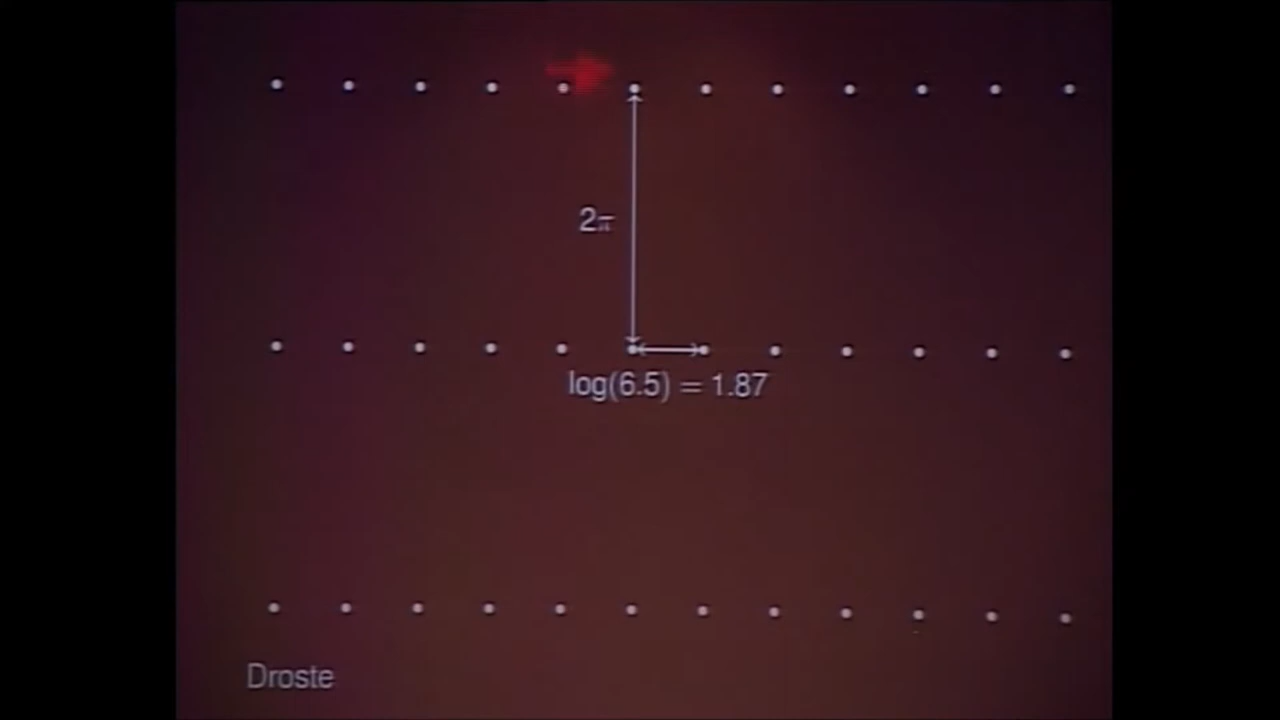 2π
log(6.5) = 1.87
Droste